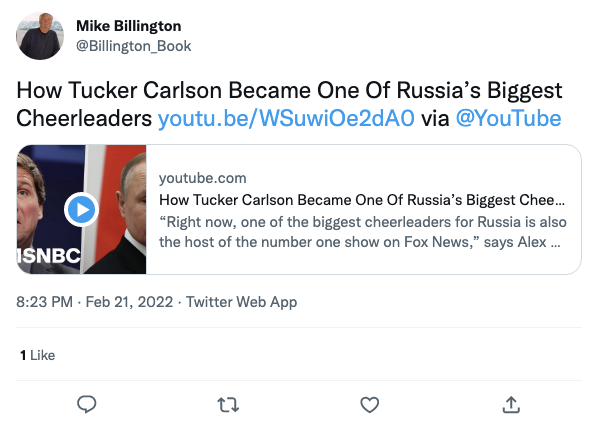 Mike Billington
@Billington_Book
How Tucker Carlson Became One Of Russia’s Biggest
Cheerleaders youtu.be/WSuwiOe2dA0 via @YouTube
youtube.com
How Tucker Carlson Became One Of Russia’s Biggest Chee...
“Right now, one of the biggest cheerleaders for Russia is also
the host of the number one show on Fox News,” says Alex ...
ISNBC
8:23 PM · Feb 21, 2022 · Twitter Web App
1 Like